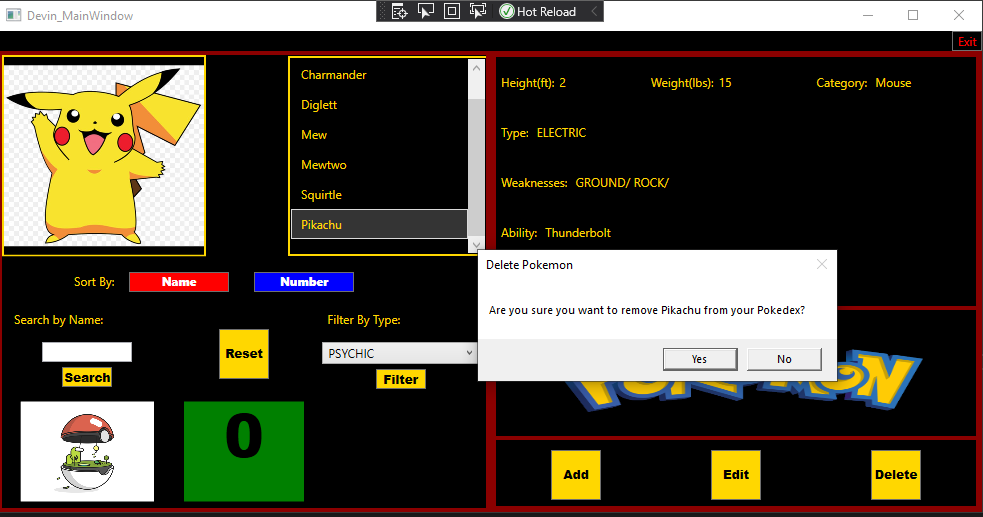 Devin_MainWindow
Hot Reload
Exit
Charmander
Diglett
Mew
Mewtwo
Squirtle
Pikachu
Height(ft): 2 Weight(lbs): 15 Category: Mouse
Type: ELECTRIC
Weaknesses: GROUND/ ROCK/
Ability: Thunderbolt
Delete Pokemon
Are you sure you want to remove Pikachu from your Pokedex?
Yes No
Sort By: Name Number
Search by Name:
Search
Reset
Filter By Type:
PSYCHIC
Filter
0
Add Edit Delete